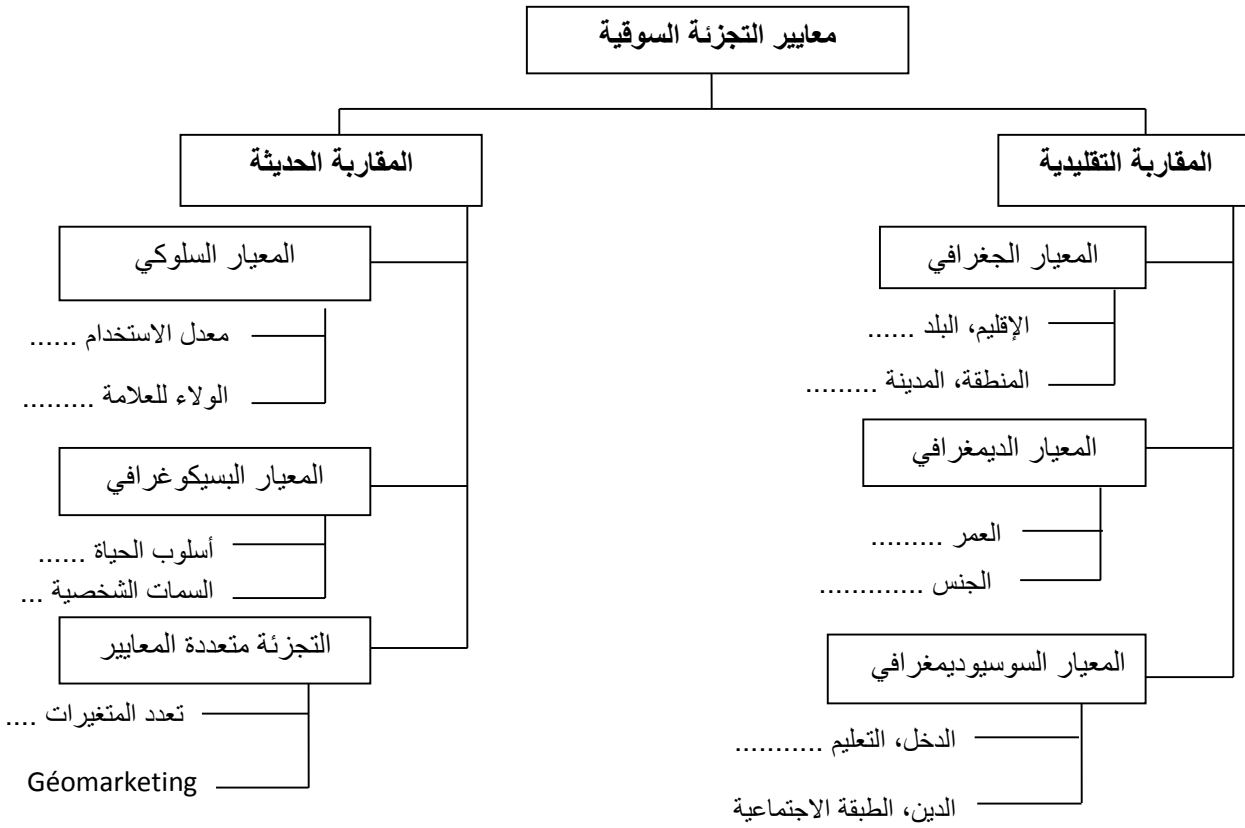 معايير التجزئة السوقية
المقاربة التقليدية
المعيار الجغرافي
الإقليم، البلد ......
المنطقة، المدينة .........
المعيار الديمغرافي
العمر .........
الجنس .............
المعيار السوسيوديمغرافي
الدخل، التعليم ...........
الدين، الطبقة الاجتماعية
المقاربة الحديثة
المعيار السلوكي
معدل الاستخدام ......
الولاء للعلامة .........
المعيار البسيكوغرافي
أسلوب الحياة ......
السمات الشخصية ...
التجزئة متعددة المعايير
تعدد المتغيرات ....
Géomarketing